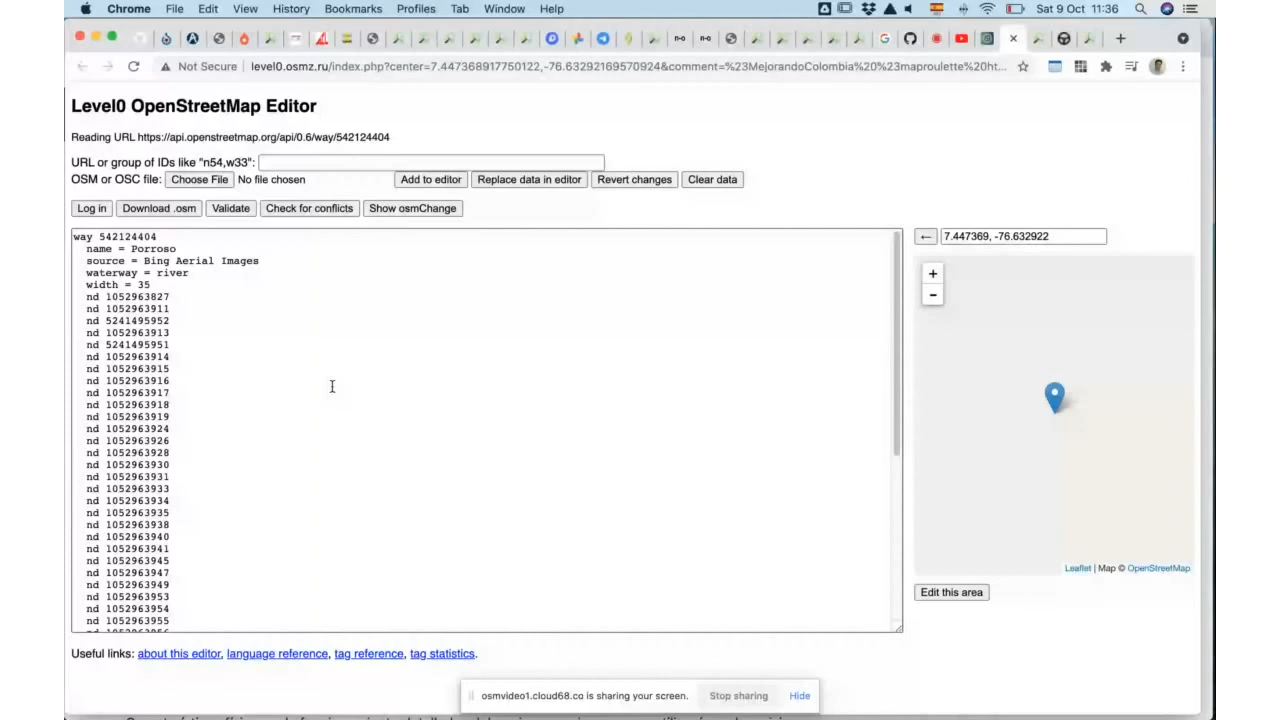 Chrome File Edit View History Bookmarks Profiles Tab Window Help Sat 9 Oct 11:36
Not Secure level0.osmz.ru/index.php?center=7.447368917750122,-76.63292169570924&comment=%23MejorandoColombia%20%23maproulette%20ht...
Level0 OpenStreetMap Editor
Reading URL https://api.openstreetmap.org/api/0.6/way/542124404
URL or group of IDs like "n54,w33":
OSM or OSC file: Choose File No file chosen Add to editor Replace data in editor Revert changes Clear data
Log in Download .osm Validate Check for conflicts Show osmChange
way 542124404
name = Porroso
source = Bing Aerial Images
waterway = river
width = 35
nd 1052963827
nd 1052963911
nd 5241495952
nd 1052963913
nd 5241495951
nd 1052963914
nd 1052963915
nd 1052963916
nd 1052963917
nd 1052963918
nd 1052963919
nd 1052963924
nd 1052963926
nd 1052963928
nd 1052963930
nd 1052963931
nd 1052963933
nd 1052963934
nd 1052963935
nd 1052963938
nd 1052963940
nd 1052963941
nd 1052963945
nd 1052963947
nd 1052963949
nd 1052963953
nd 1052963954
nd 1052963955
← 7.447369, -76.632922
+
-
Leaflet | Map © OpenStreetMap
Edit this area
Useful links: about this editor, language reference, tag reference, tag statistics.
osmvideo1.cloud68.co is sharing your screen. Stop sharing Hide